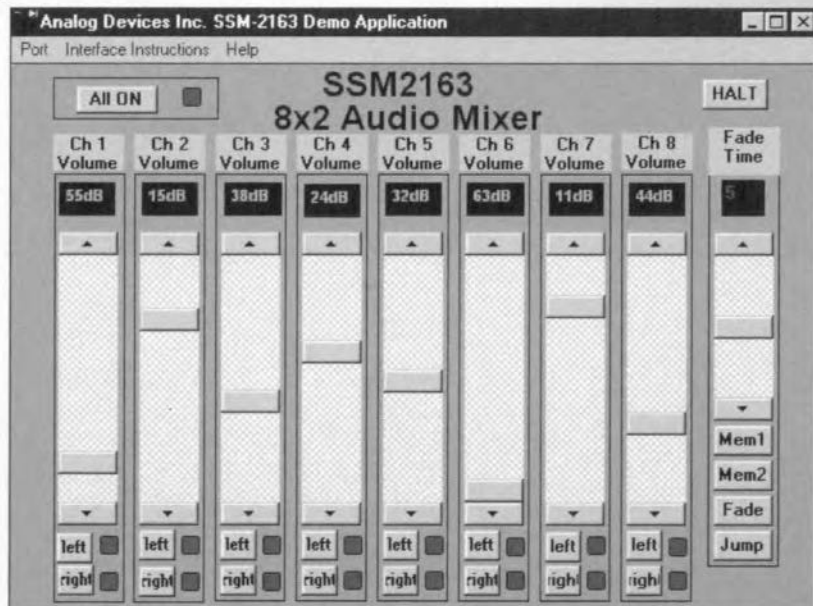 Analog Devices Inc. SSM-2163 Demo Application
Port Interface Instructions Help
All ON
SSM2163
8x2 Audio Mixer
HALT
Ch 1 Volume
Ch 2 Volume
Ch 3 Volume
Ch 4 Volume
Ch 5 Volume
Ch 6 Volume
Ch 7 Volume
Ch 8 Volume
Fade Time
55dB 15dB 38dB 24dB 32dB 63dB 11dB 44dB 5
Mem1
Mem2
Fade
Jump
left left left left left left left left
right right right right right right right right